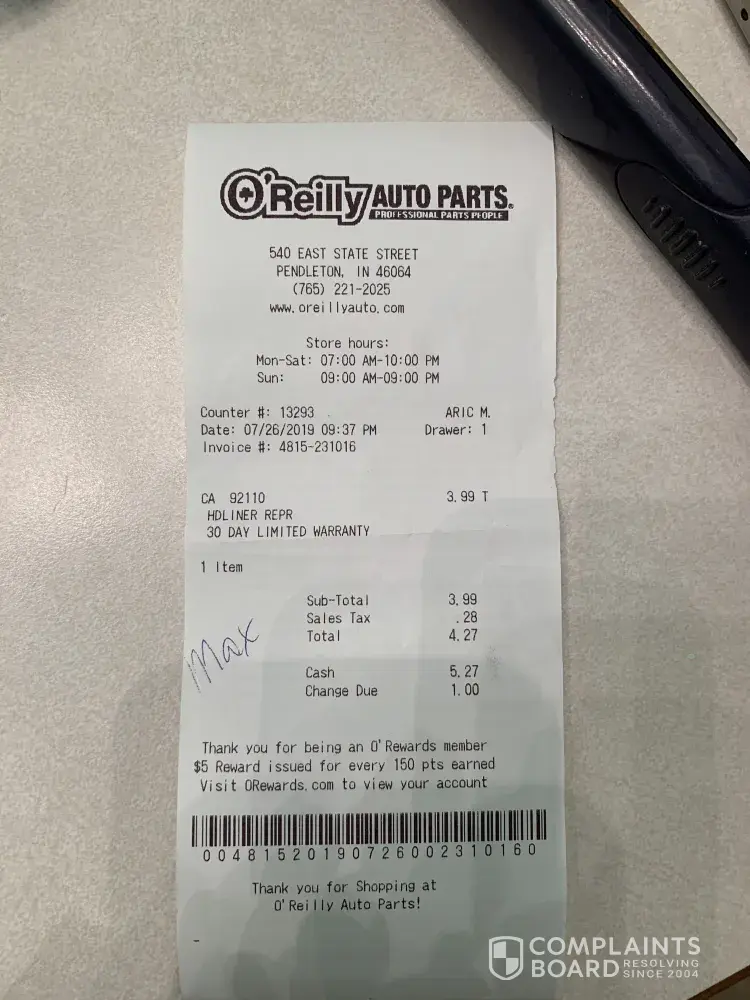 O'Reilly AUTO PARTS.
PROFESSIONAL PARTS PEOPLE
540 EAST STATE STREET
PENDLETON, IN 46064
(765) 221-2025
www.oreillyauto.com
Store hours:
Mon-Sat: 07:00 AM-10:00 PM
Sun: 09:00 AM-09:00 PM
Counter #: 13293 ARIC M.
Date: 07/26/2019 09:37 PM Drawer: 1
Invoice #: 4815-231016
CA 92110 3.99 T
HDLINER REPR
30 DAY LIMITED WARRANTY
1 Item
Sub-Total 3.99
Sales Tax .28
Total 4.27
Max
Cash 5.27
Change Due 1.00
Thank you for being an O'Rewards member
$5 Reward issued for every 150 pts earned
Visit ORewards.com to view your account
0048152019072600231016​0
Thank you for Shopping at
O'Reilly Auto Parts!
-
COMPLAINTS
BOARD RESOLVING SINCE 2004